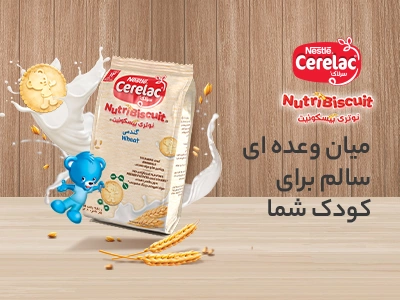 Nestlé
Cerelac
سرلاک
NutriBiscuit
نوتری بیسکوئیت
میان وعده ای
سالم برای
کودک شما
Nestlé
Cerelac
سرلاک
NutriBiscuit
نوتری بیسکوئیت
گندمی
Wheat